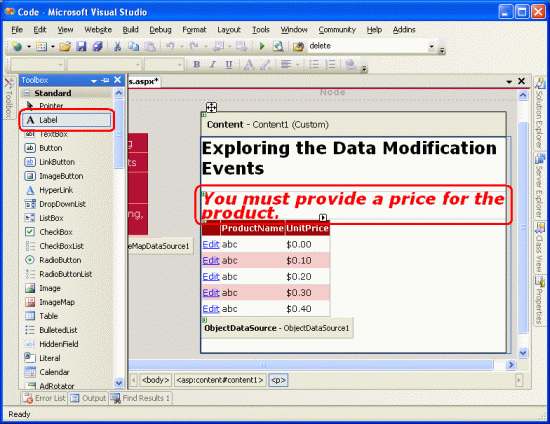 Code - Microsoft Visual Studio
File Edit View Website Build Debug Format Layout Tools Window Community Help Addins
delete
Toolbox
s.aspx*
Toolbox
Standard
Pointer
Label
TextBox
Button
LinkButton
ImageButton
HyperLink
DropDownList
ListBox
CheckBox
CheckBoxList
RadioButton
RadioButtonList
Image
ImageMap
Table
BulletedList
HiddenField
Literal
Calendar
AdRotator
Node
Content - Content1 (Custom)
Exploring the Data Modification
Events
You must provide a price for the
product.
ProductName UnitPrice
Edit abc $0.00
Edit abc $0.10
Edit abc $0.20
Edit abc $0.30
Edit abc $0.40
ObjectDataSource - ObjectDataSource1
eMapDataSource1
Solution Explorer
Server Explorer
Class View
Properties
<body> <asp:content#content1> <p>
Error List Output Find Results 1
Ready